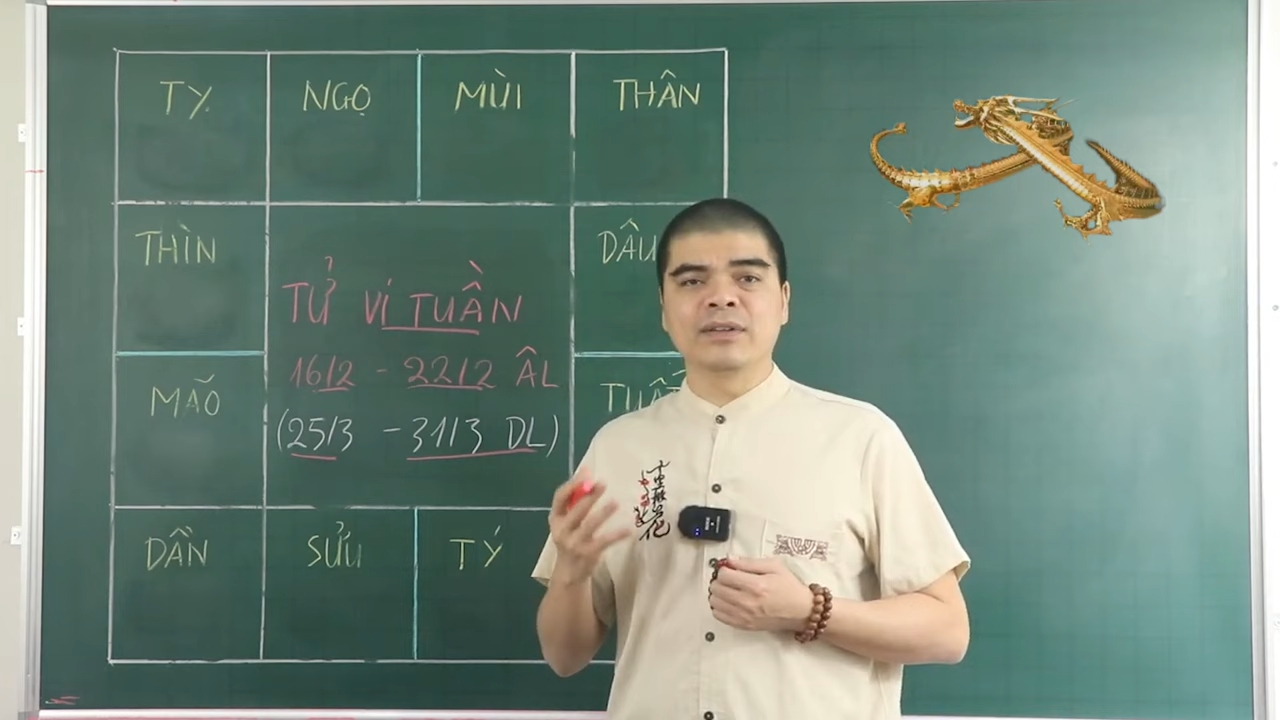 TỴ NGỌ MÙI THÂN
THÌN DẬU
TỬ VI TUẦN
16/2 - 22/2 ÂL
MÃO
(25/3 - 31/3 DL)
DẦN SỬU TÝ